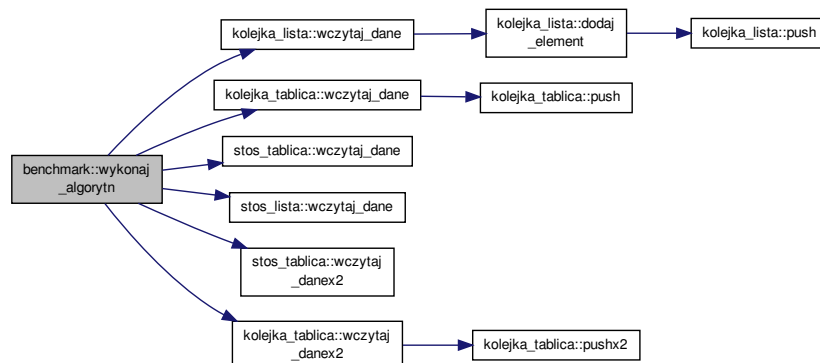 kolejka_lista::wczytaj_dane
kolejka_lista::dodaj
_element
kolejka_lista::push
kolejka_tablica::wczytaj_dane
kolejka_tablica::push
stos_tablica::wczytaj_dane
benchmark::wykonaj
_algorytn
stos_lista::wczytaj_dane
stos_tablica::wczytaj
_danex2
kolejka_tablica::wczytaj
_danex2
kolejka_tablica::pushx2